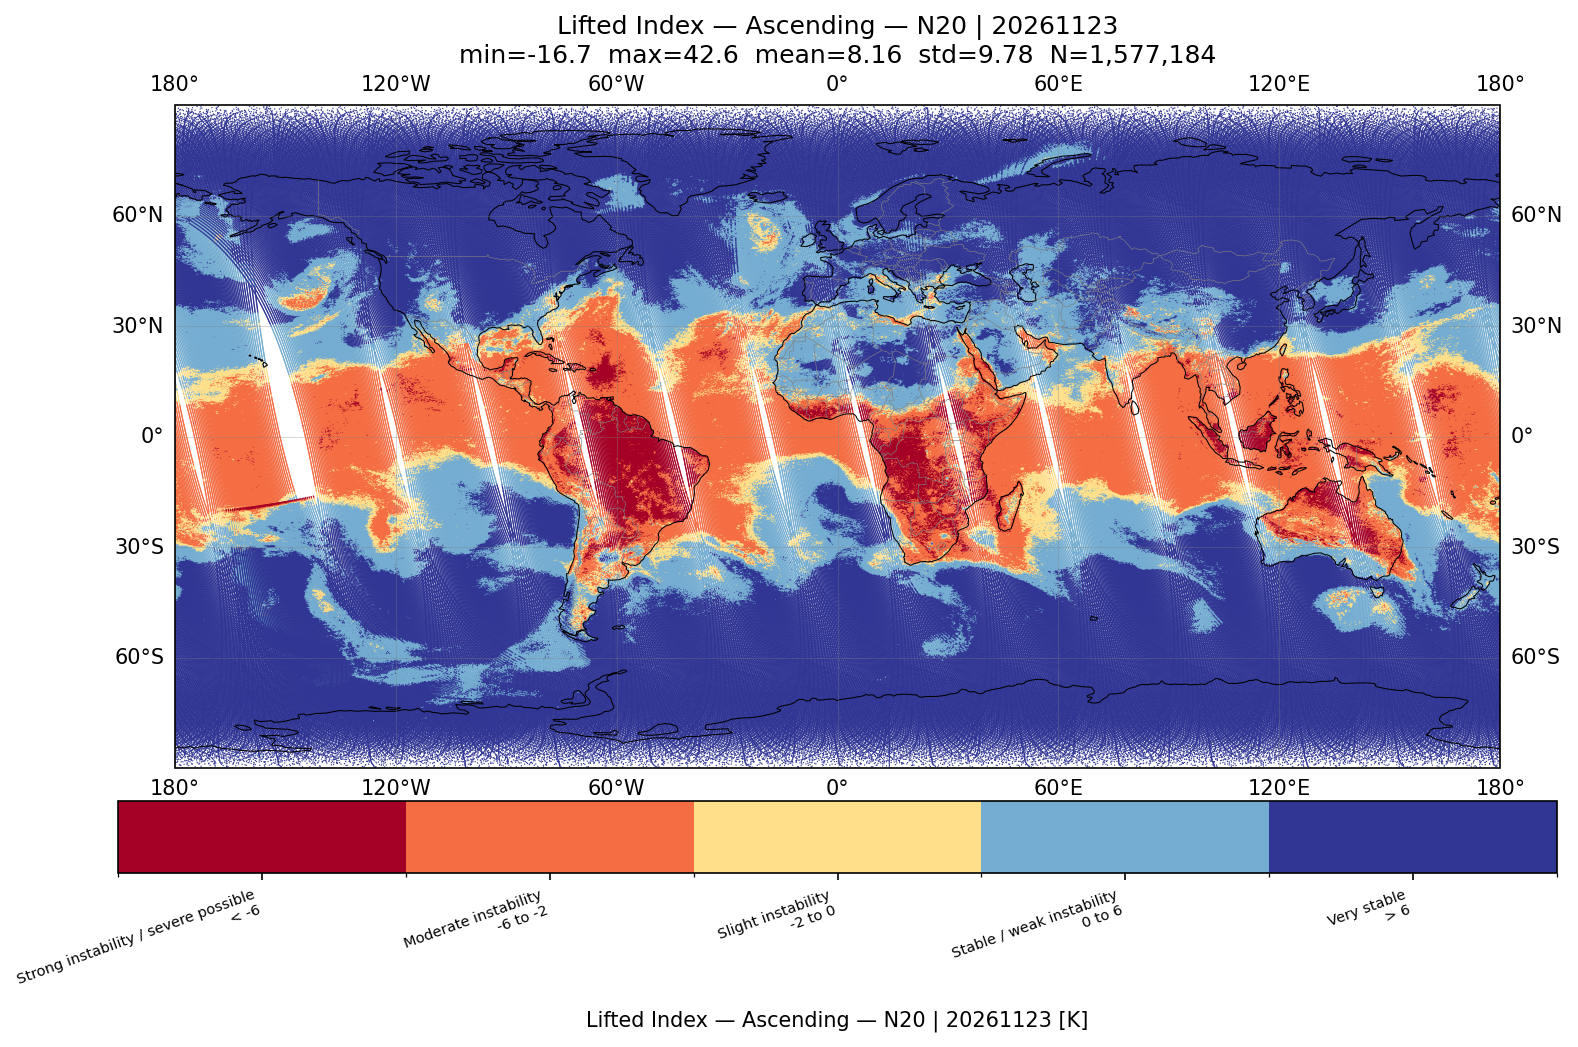 Lifted Index — Ascending — N20 | 20261123
min=-16.7  max=42.6  mean=8.16  std=9.78  N=1,577,184
180° 120°W 60°W 0° 60°E 120°E 180°
60°N 60°N
30°N 30°N
0° 0°
30°S 30°S
60°S 60°S
180° 120°W 60°W 0° 60°E 120°E 180°
Strong instability / severe possible
< -6
Moderate instability
-6 to -2
Slight instability
-2 to 0
Stable / weak instability
0 to 6
Very stable
> 6
Lifted Index — Ascending — N20 | 20261123 [K]